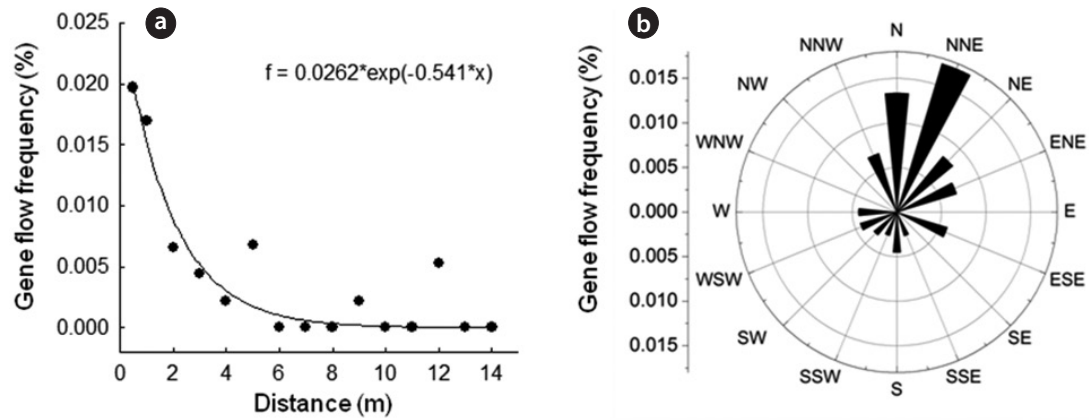 a
Gene flow frequency (%)
0.025
0.020
0.015
0.010
0.005
0.000
f = 0.0262*exp(-0.541*x)
0 2 4 6 8 10 12 14
Distance (m)
b
Gene flow frequency (%)
0.015
0.010
0.005
0.000
0.005
0.010
0.015
N
NNW NNE
NW NE
WNW ENE
W E
WSW ESE
SW SE
SSW SSE
S